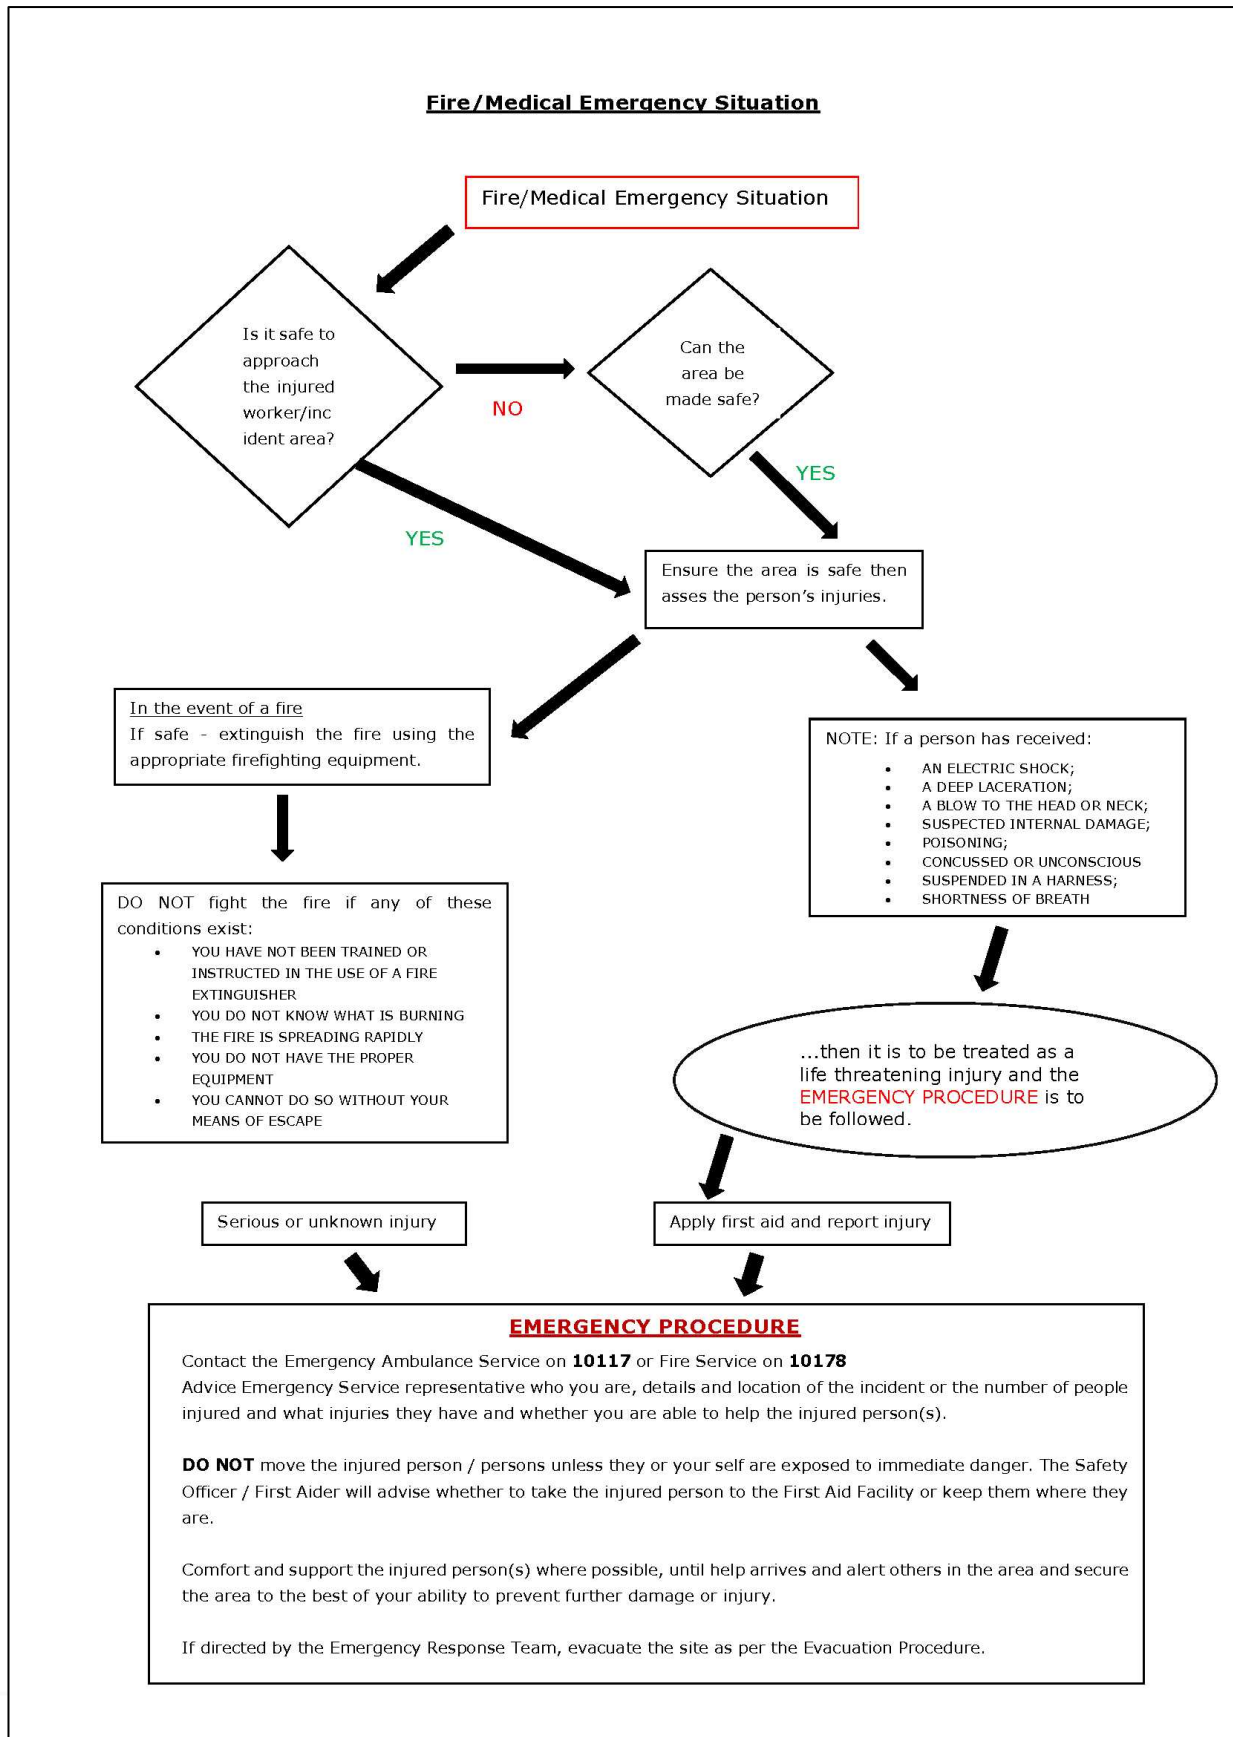 Fire/Medical Emergency Situation
Fire/Medical Emergency Situation
Is it safe to
approach
the injured
worker/inc
ident area?
NO
Can the
area be
made safe?
YES
YES
Ensure the area is safe then
asses the person's injuries.
In the event of a fire
If safe - extinguish the fire using the
appropriate firefighting equipment.
NOTE: If a person has received:
• AN ELECTRIC SHOCK;
• A DEEP LACERATION;
• A BLOW TO THE HEAD OR NECK;
• SUSPECTED INTERNAL DAMAGE;
• POISONING;
• CONCUSSED OR UNCONSCIOUS
• SUSPENDED IN A HARNESS;
• SHORTNESS OF BREATH
DO NOT fight the fire if any of these
conditions exist:
• YOU HAVE NOT BEEN TRAINED OR
INSTRUCTED IN THE USE OF A FIRE
EXTINGUISHER
• YOU DO NOT KNOW WHAT IS BURNING
• THE FIRE IS SPREADING RAPIDLY
• YOU DO NOT HAVE THE PROPER
EQUIPMENT
• YOU CANNOT DO SO WITHOUT YOUR
MEANS OF ESCAPE
...then it is to be treated as a
life threatening injury and the
EMERGENCY PROCEDURE is to
be followed.
Serious or unknown injury
Apply first aid and report injury
EMERGENCY PROCEDURE
Contact the Emergency Ambulance Service on 10117 or Fire Service on 10178
Advice Emergency Service representative who you are, details and location of the incident or the number of people
injured and what injuries they have and whether you are able to help the injured person(s).
DO NOT move the injured person / persons unless they or your self are exposed to immediate danger. The Safety
Officer / First Aider will advise whether to take the injured person to the First Aid Facility or keep them where they
are.
Comfort and support the injured person(s) where possible, until help arrives and alert others in the area and secure
the area to the best of your ability to prevent further damage or injury.
If directed by the Emergency Response Team, evacuate the site as per the Evacuation Procedure.